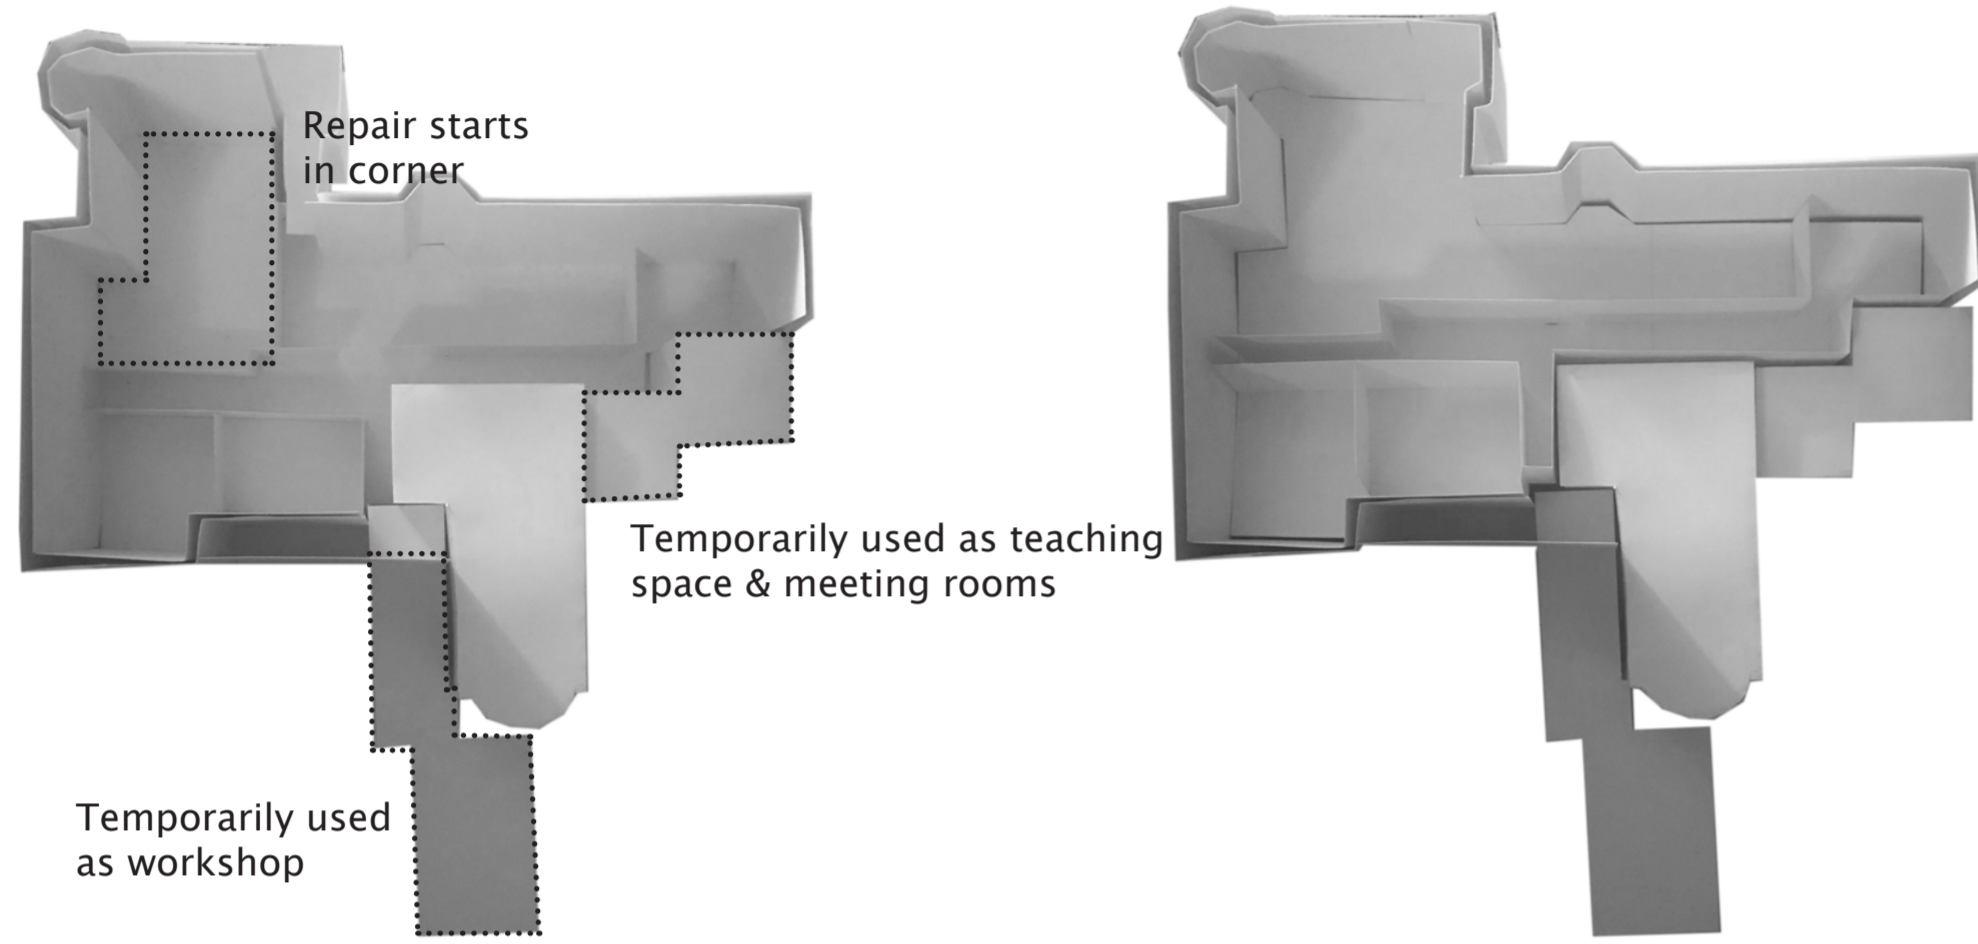 Repair starts
in corner
Temporarily used as teaching
space & meeting rooms
Temporarily used
as workshop